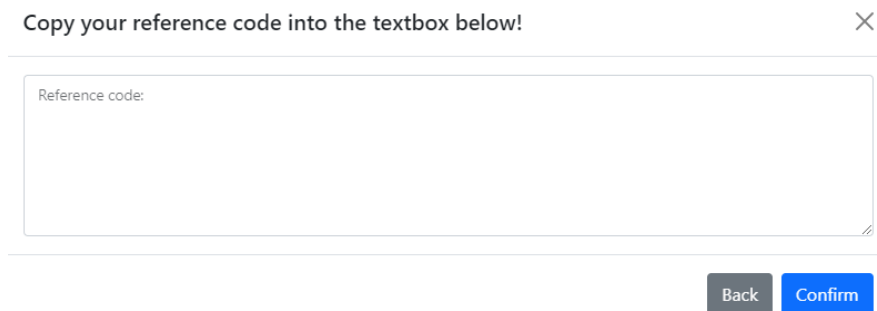 Copy your reference code into the textbox below!
Reference code:
Back Confirm